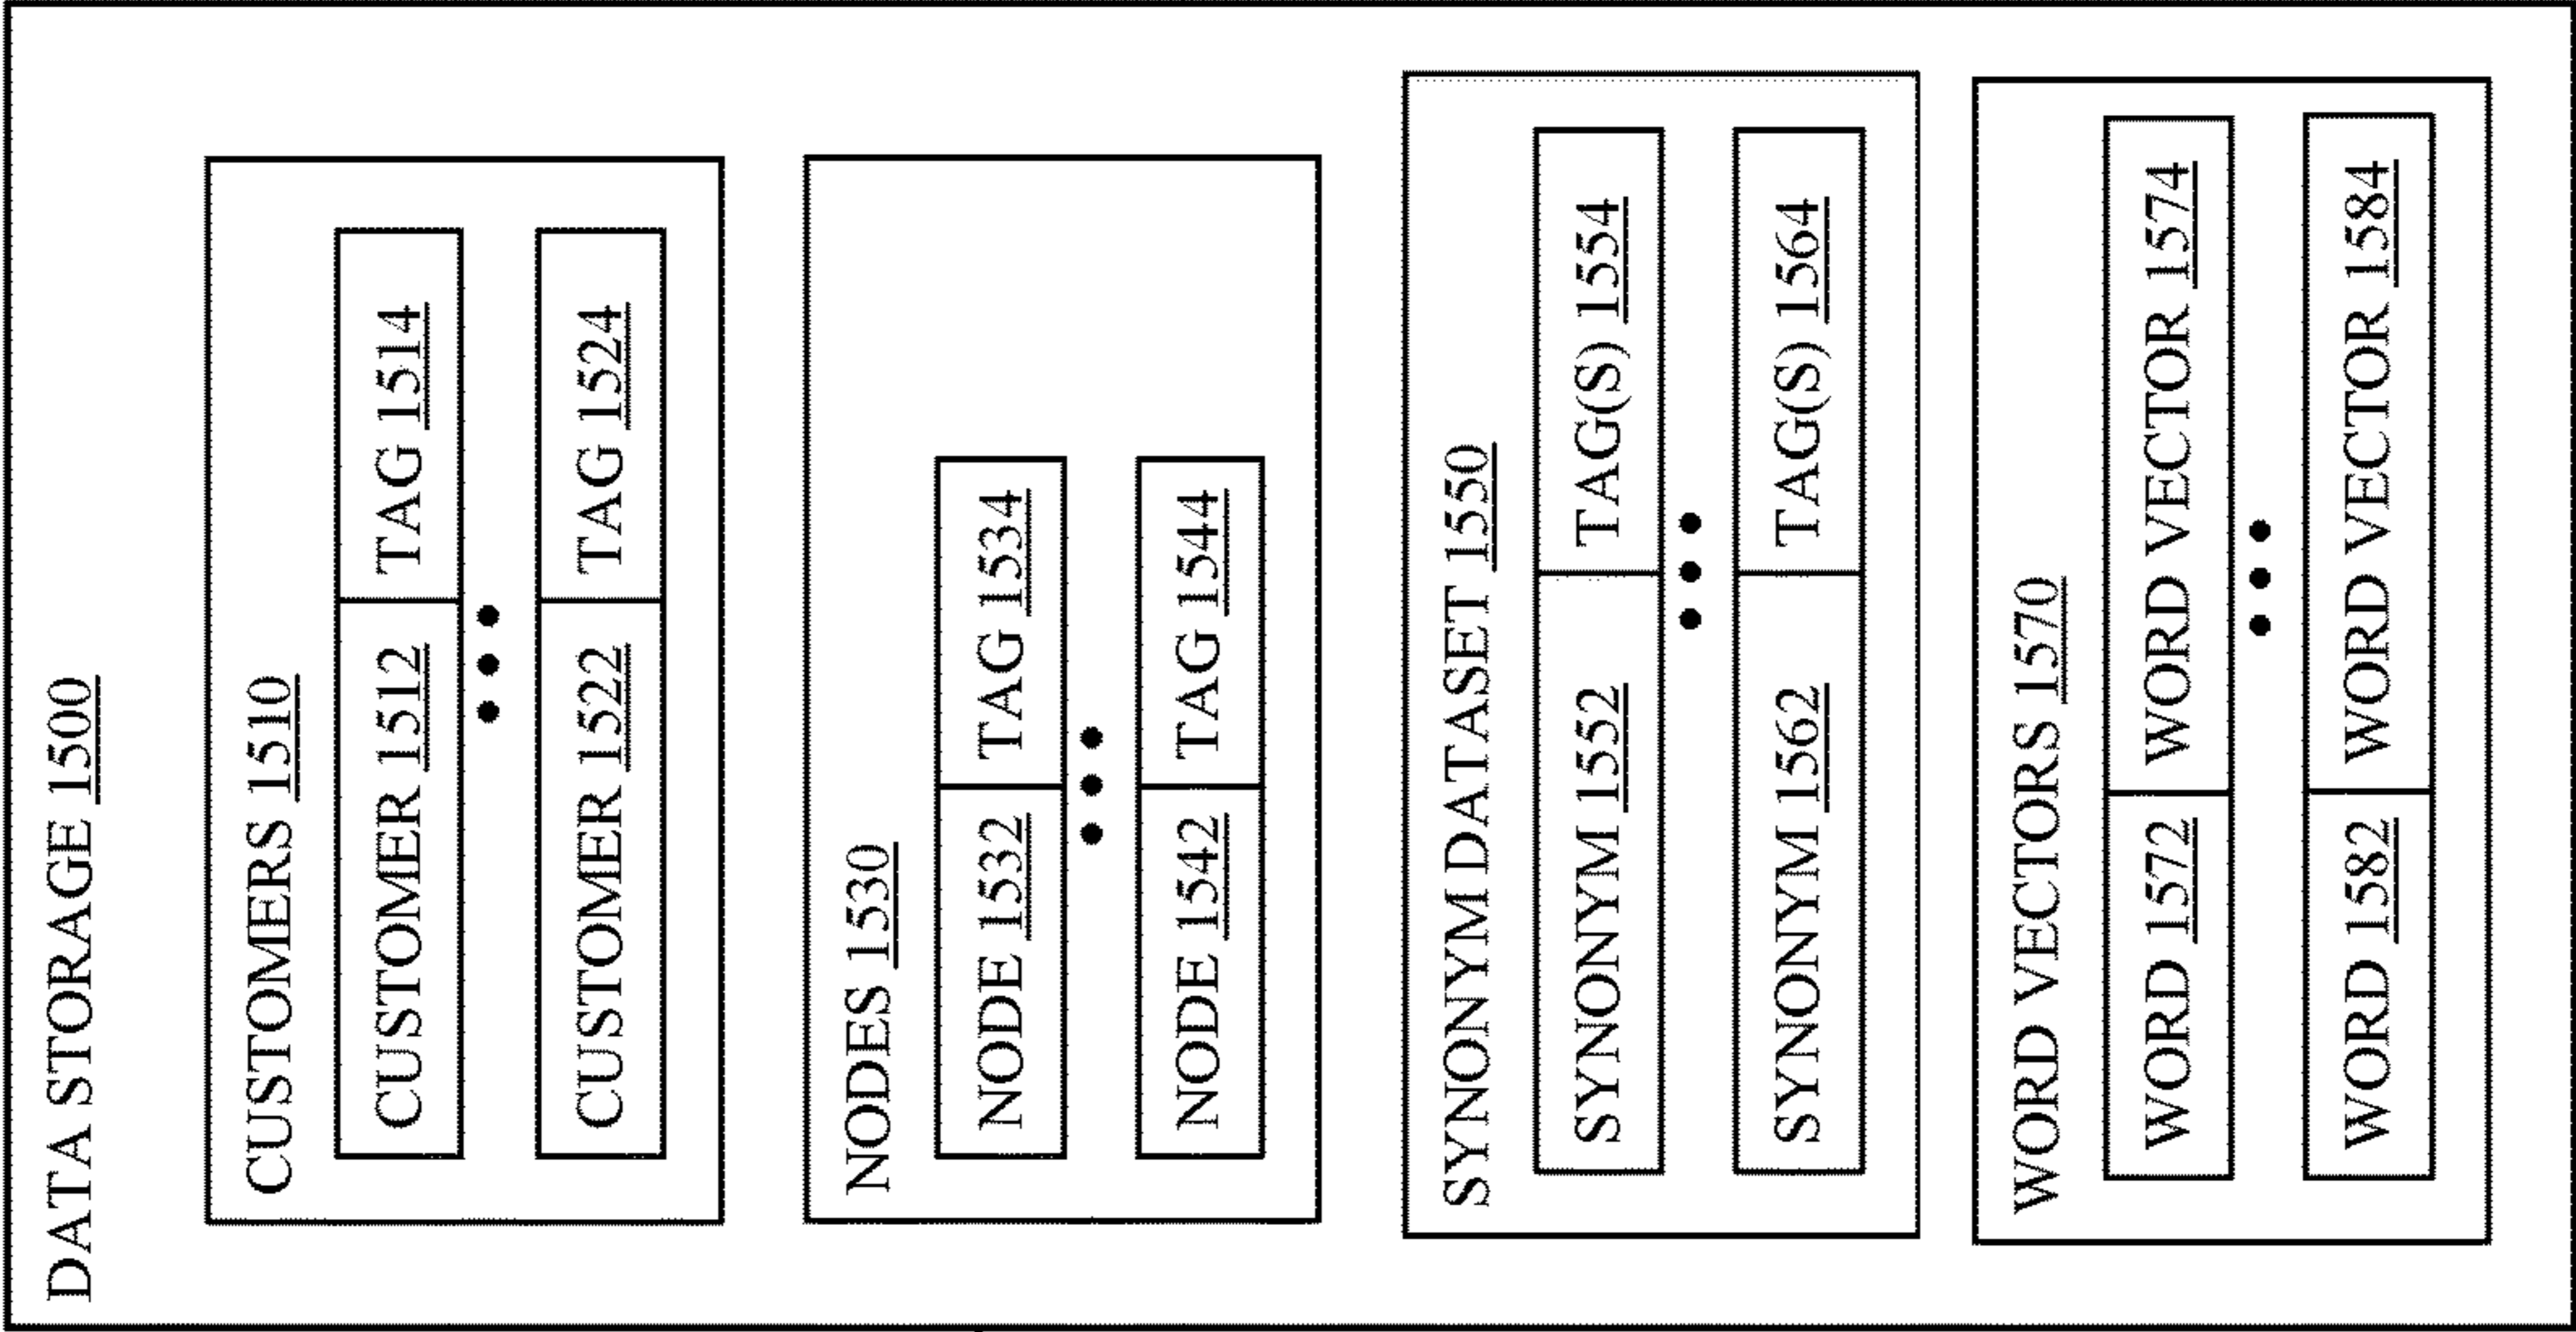 DATA STORAGE 1500
CUSTOMERS 1510
CUSTOMER 1512 TAG 1514
CUSTOMER 1522 TAG 1524
NODES 1530
NODE 1532 TAG 1534
NODE 1542 TAG 1544
SYNONYM DATASET 1550
SYNONYM 1552 TAG(S) 1554
SYNONYM 1562 TAG(S) 1564
WORD VECTORS 1570
WORD 1572 WORD VECTOR 1574
WORD 1582 WORD VECTOR 1584